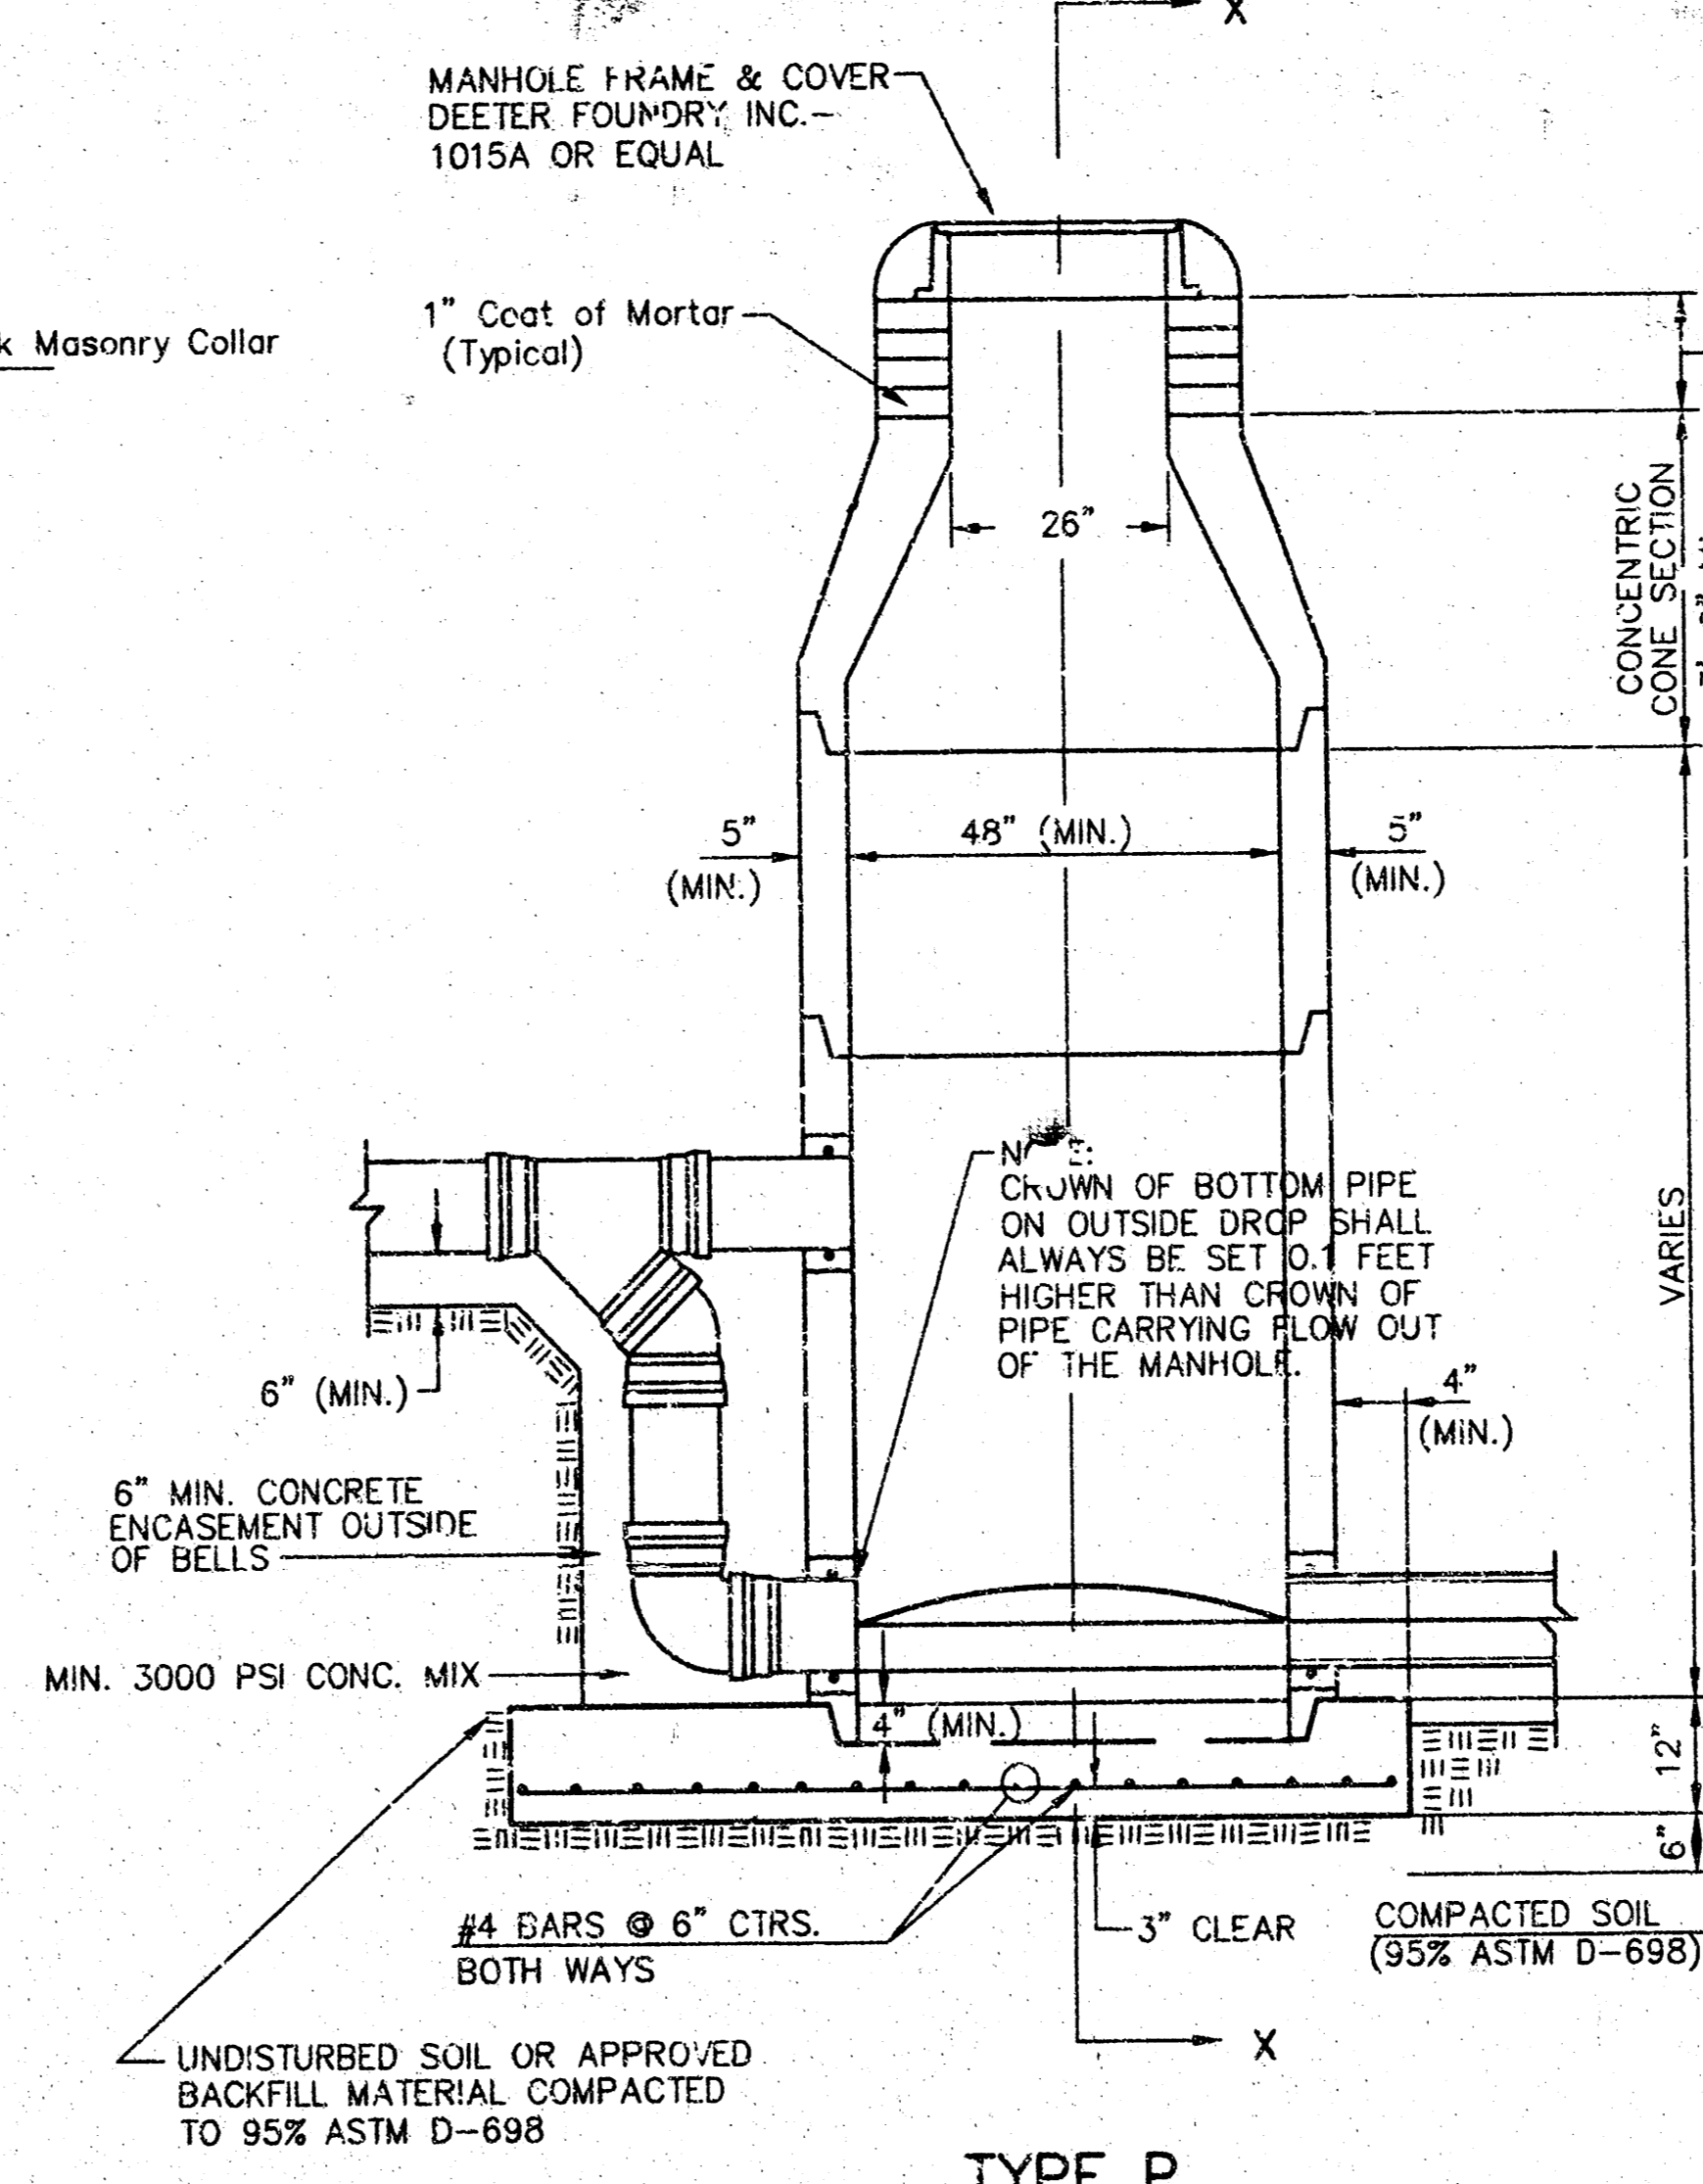 X
MANHOLE FRAME & COVER
DEETER FOUNDRY INC.-
1015A OR EQUAL
1" Coat of Mortar
(Typical)
Masonry Collar
26"
CONCENTRIC
CONE SECTION
5"
(MIN.)
48" (MIN.)
5"
(MIN.)
CROWN OF BOTTOM PIPE
ON OUTSIDE DROP SHALL
ALWAYS BE SET 0.1 FEET
HIGHER THAN CROWN OF
PIPE CARRYING FLOW OUT
OF THE MANHOLE.
VARIES
6" (MIN.)
4"
(MIN.)
6" MIN. CONCRETE
ENCASEMENT OUTSIDE
OF BELLS
MIN. 3000 PSI CONC. MIX
4" (MIN.)
12"
6"
#4 BARS @ 6" CTRS.
BOTH WAYS
3" CLEAR
COMPACTED SOIL
(95% ASTM D-698)
X
UNDISTURBED SOIL OR APPROVED
BACKFILL MATERIAL COMPACTED
TO 95% ASTM D-698
TYPE P